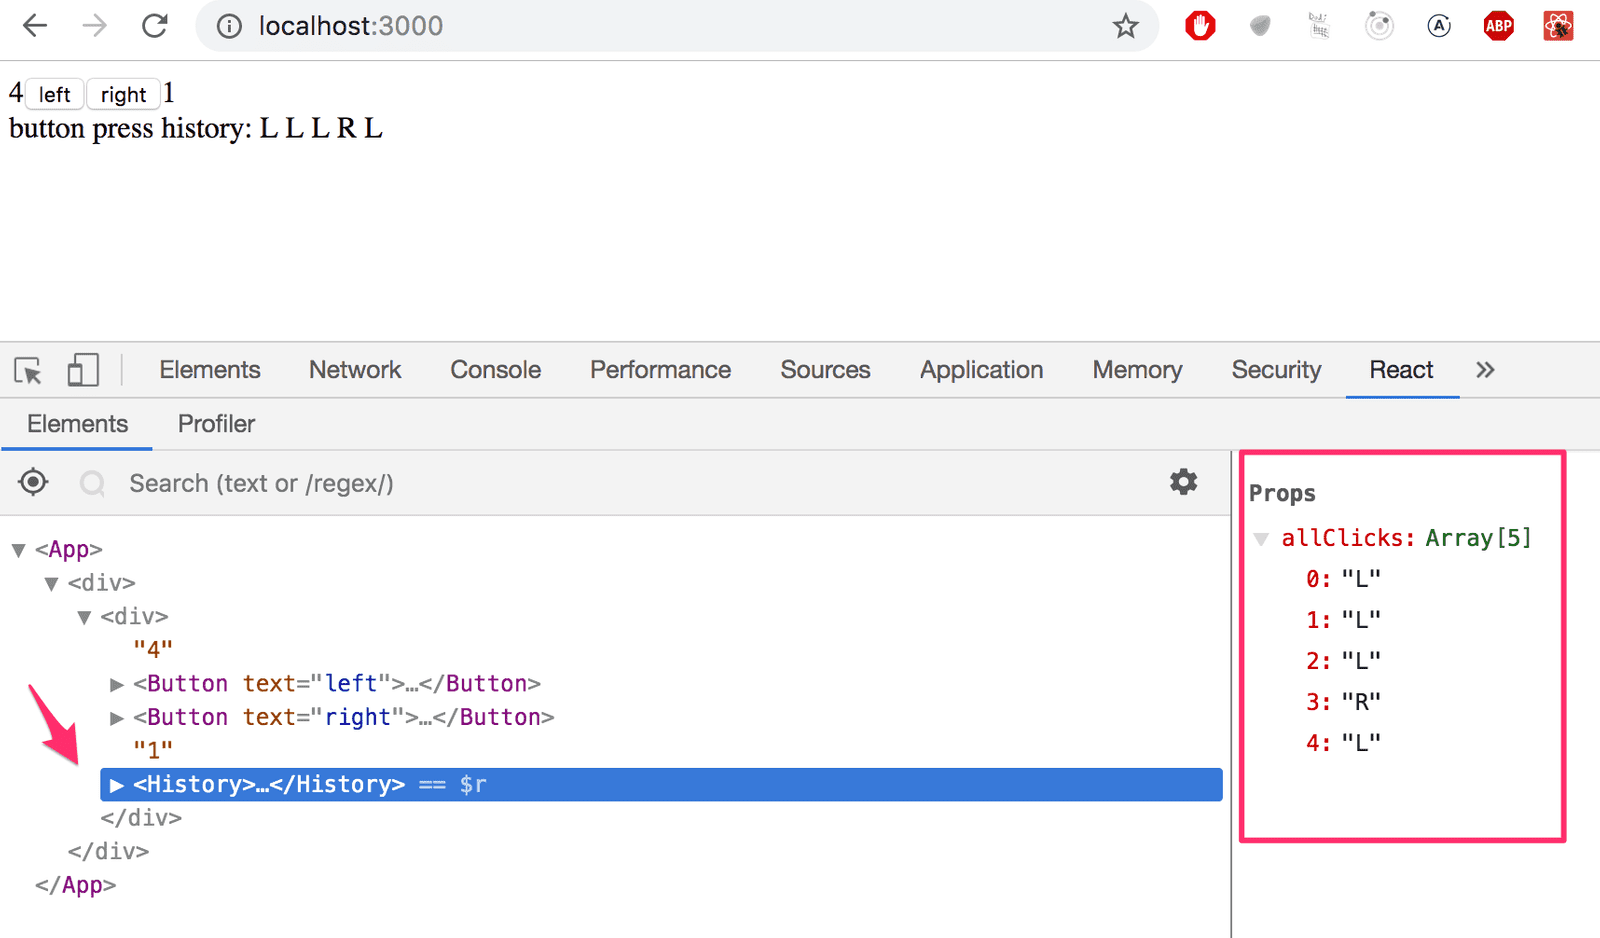 localhost:3000
ABP
4 left right 1
button press history: L L L R L
Elements Network Console Performance Sources Application Memory Security React »
Elements Profiler
Search (text or /regex/)
▼ <App>
▼ <div>
▼ <div>
"4"
▶ <Button text="left">…</Button>
▶ <Button text="right">…</Button>
"1"
▶ <History>…</History> == $r
</div>
</div>
</App>
Props
▼ allClicks: Array[5]
0: "L"
1: "L"
2: "L"
3: "R"
4: "L"